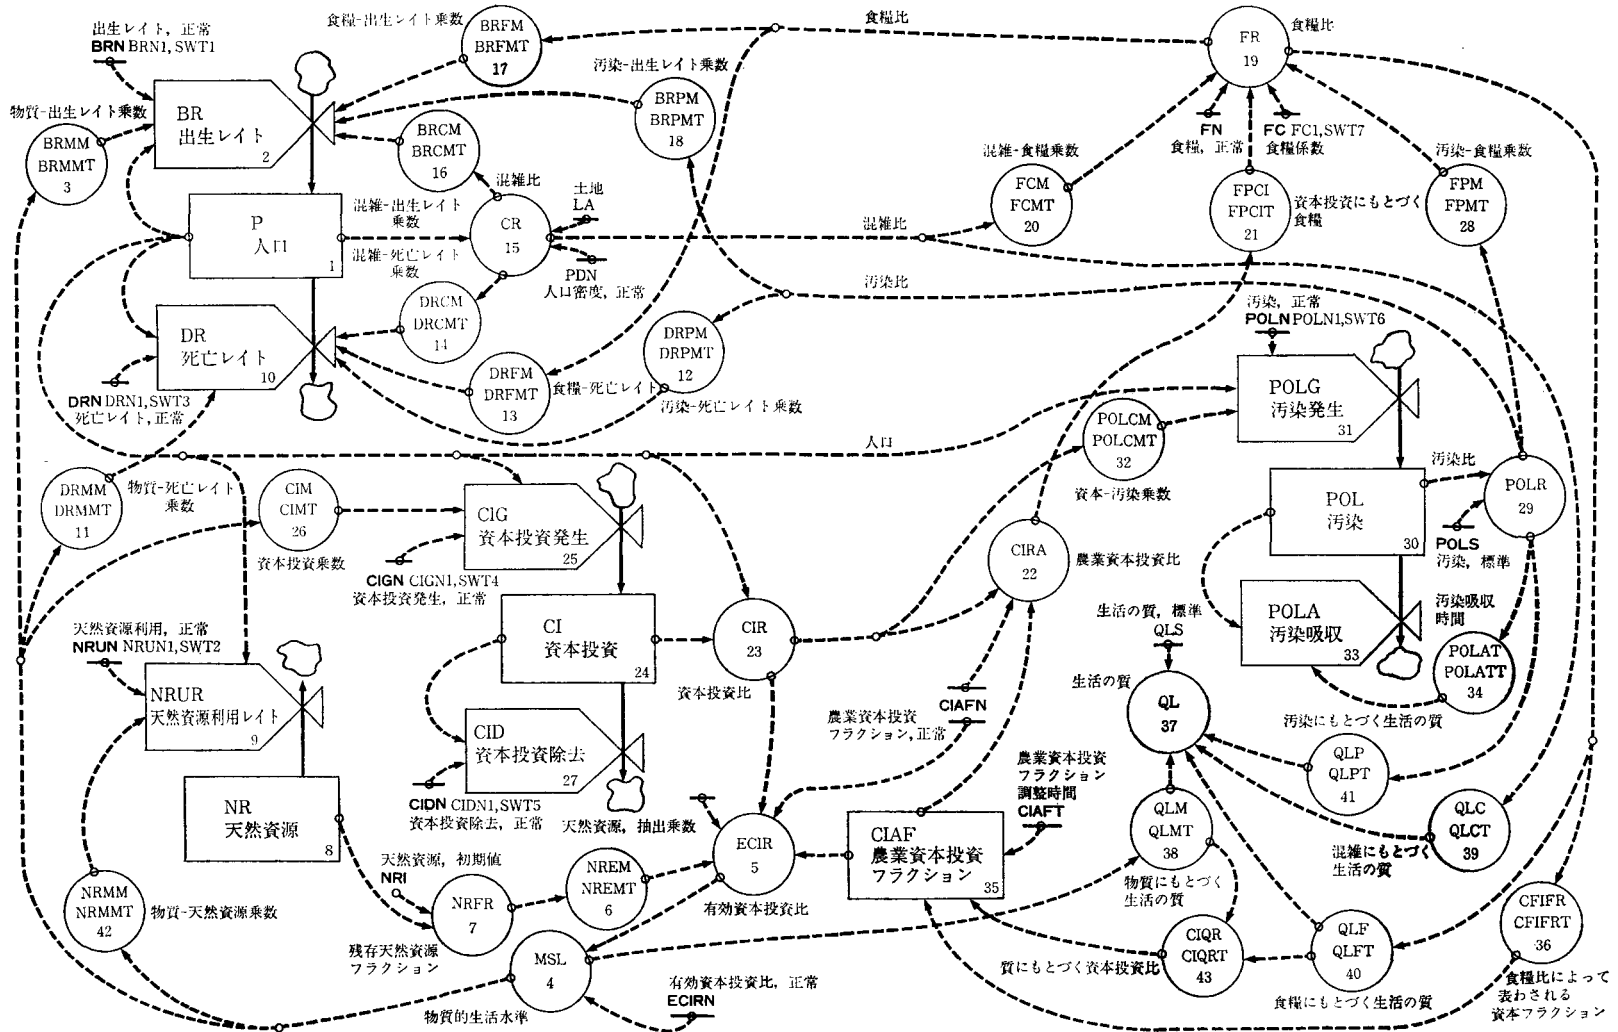 出生レイト, 正常
BRN BRN1, SWT1
食糧-出生レイト乗数
BRFM
BRFMT
17
食糧比
FR
19
食糧比
物質-出生レイト乗数
BRMM
BRMMT
3
BR
出生レイト
2
汚染-出生レイト乗数
BRPM
BRPMT
18
BRCM
BRCMT
16
混雑比
混雑-出生レイト
乗数
FN
食糧, 正常
FC FC1,SWT7
食糧係数
混雑-食糧乗数
FCM
FCMT
20
FPCI
FPCIT
21
資本投資にもとづく
食糧
汚染-食糧乗数
FPM
FPMT
28
P
人口
1
CR
15
土地
LA
PDN
人口密度, 正常
混雑比
混雑-死亡レイト
乗数
DRCM
DRCMT
14
汚染比
DR
死亡レイト
10
DRN DRN1,SWT3
死亡レイト, 正常
DRFM
DRFMT
13
食糧-死亡レイト
DRPM
DRPMT
12
汚染-死亡レイト乗数
汚染, 正常
POLN POLN1,SWT6
POLG
汚染発生
31
POLCM
POLCMT
32
資本-汚染乗数
人口
DRMM
DRMMT
11
物質-死亡レイト
乗数
CIM
CIMT
26
資本投資乗数
CIG
資本投資発生
25
CIGN CIGN1,SWT4
資本投資発生, 正常
CIRA
22
農業資本投資比
POL
汚染
30
汚染比
POLR
29
POLS
汚染, 標準
天然資源利用, 正常
NRUN NRUN1,SWT2
NRUR
天然資源利用レイト
9
CI
資本投資
24
CIR
23
資本投資比
生活の質, 標準
QLS
POLA
汚染吸収
33
汚染吸収
時間
POLAT
POLATT
34
CID
資本投資除去
27
CIDN CIDN1,SWT5
資本投資除去, 正常
CIAFN
農業資本投資
フラクション, 正常
生活の質
QL
37
汚染にもとづく生活の質
QLP
QLPT
41
NR
天然資源
8
天然資源, 抽出乗数
ECIR
5
有効資本投資比
農業資本投資
フラクション
調整時間
CIAFT
CIAF
農業資本投資
フラクション
35
QLM
QLMT
38
物質にもとづく
生活の質
QLC
QLCT
39
混雑にもとづく
生活の質
NRMM
NRMMT
42
物質-天然資源乗数
天然資源, 初期値
NRI
NRFR
7
残存天然資源
フラクション
NREM
NREMT
6
MSL
4
物質的生活水準
有効資本投資比, 正常
ECIRN
CIQR
CIQRT
43
質にもとづく資本投資比
QLF
QLFT
40
食糧にもとづく生活の質
CFIFR
CFIFRT
36
食糧比によって
表わされる
資本フラクション